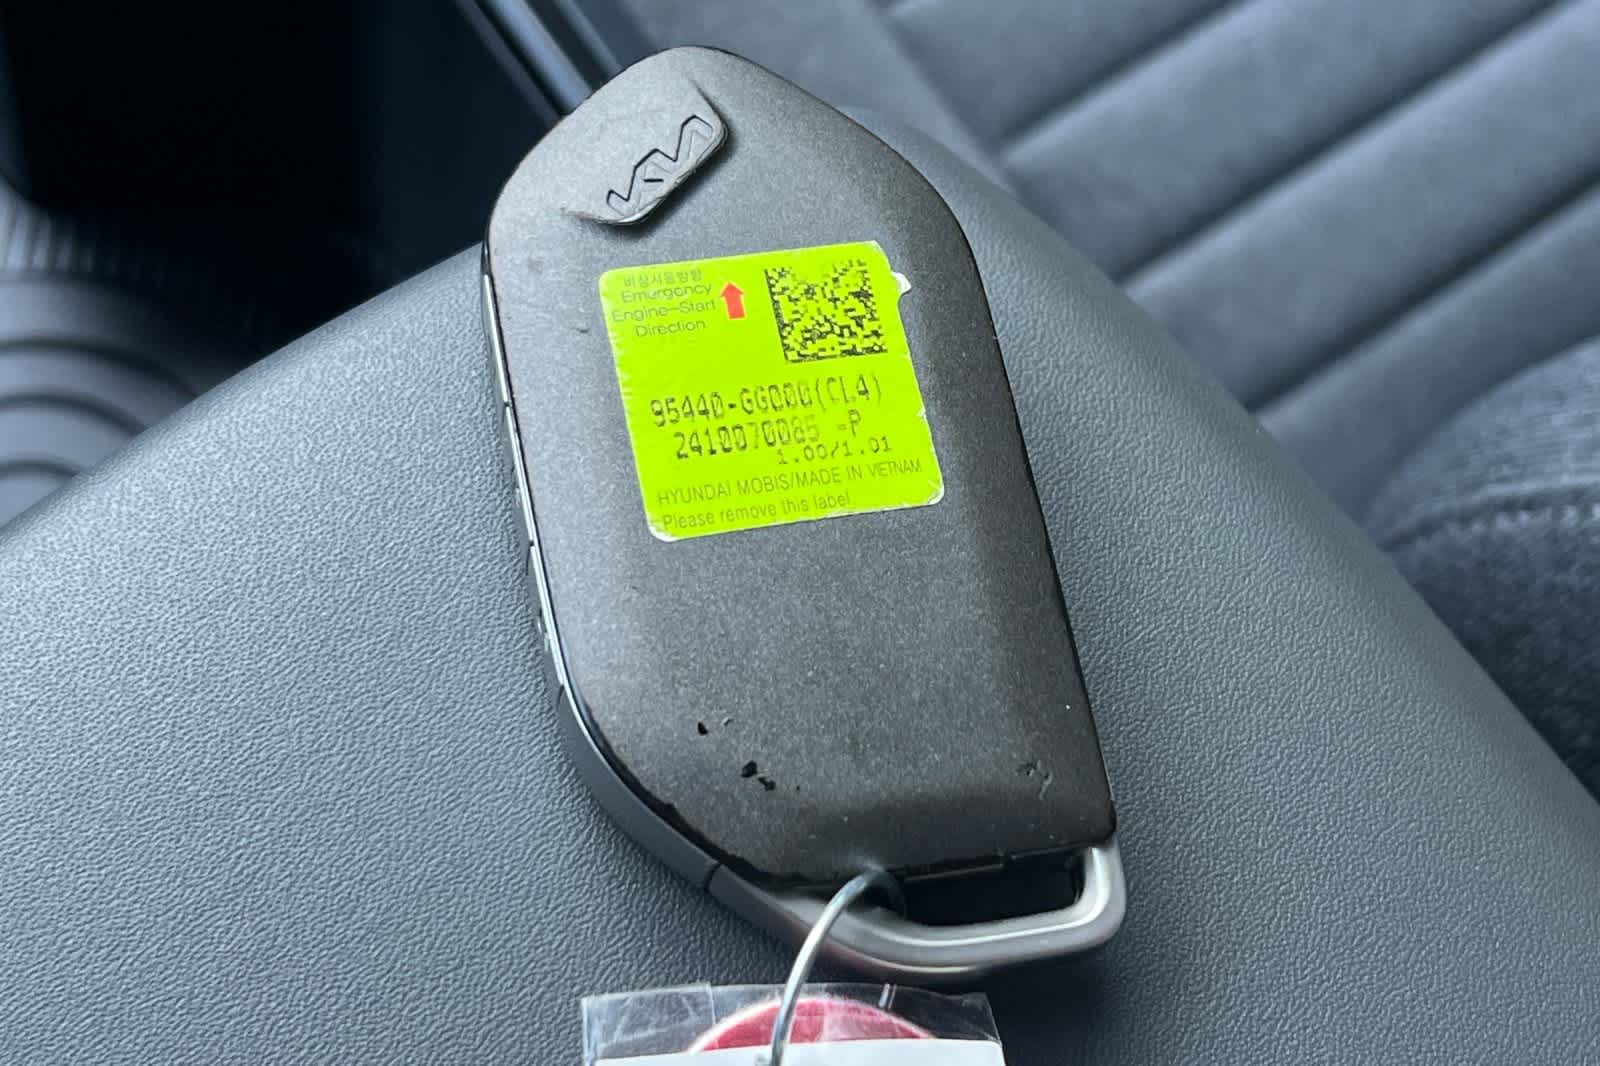 KIA
비상시동방향
Emergency
Engine-Start
Direction
95440-GG000(CL4)
2410070085 -P
1.00/1.01
HYUNDAI MOBIS/MADE IN VIETNAM
Please remove this label